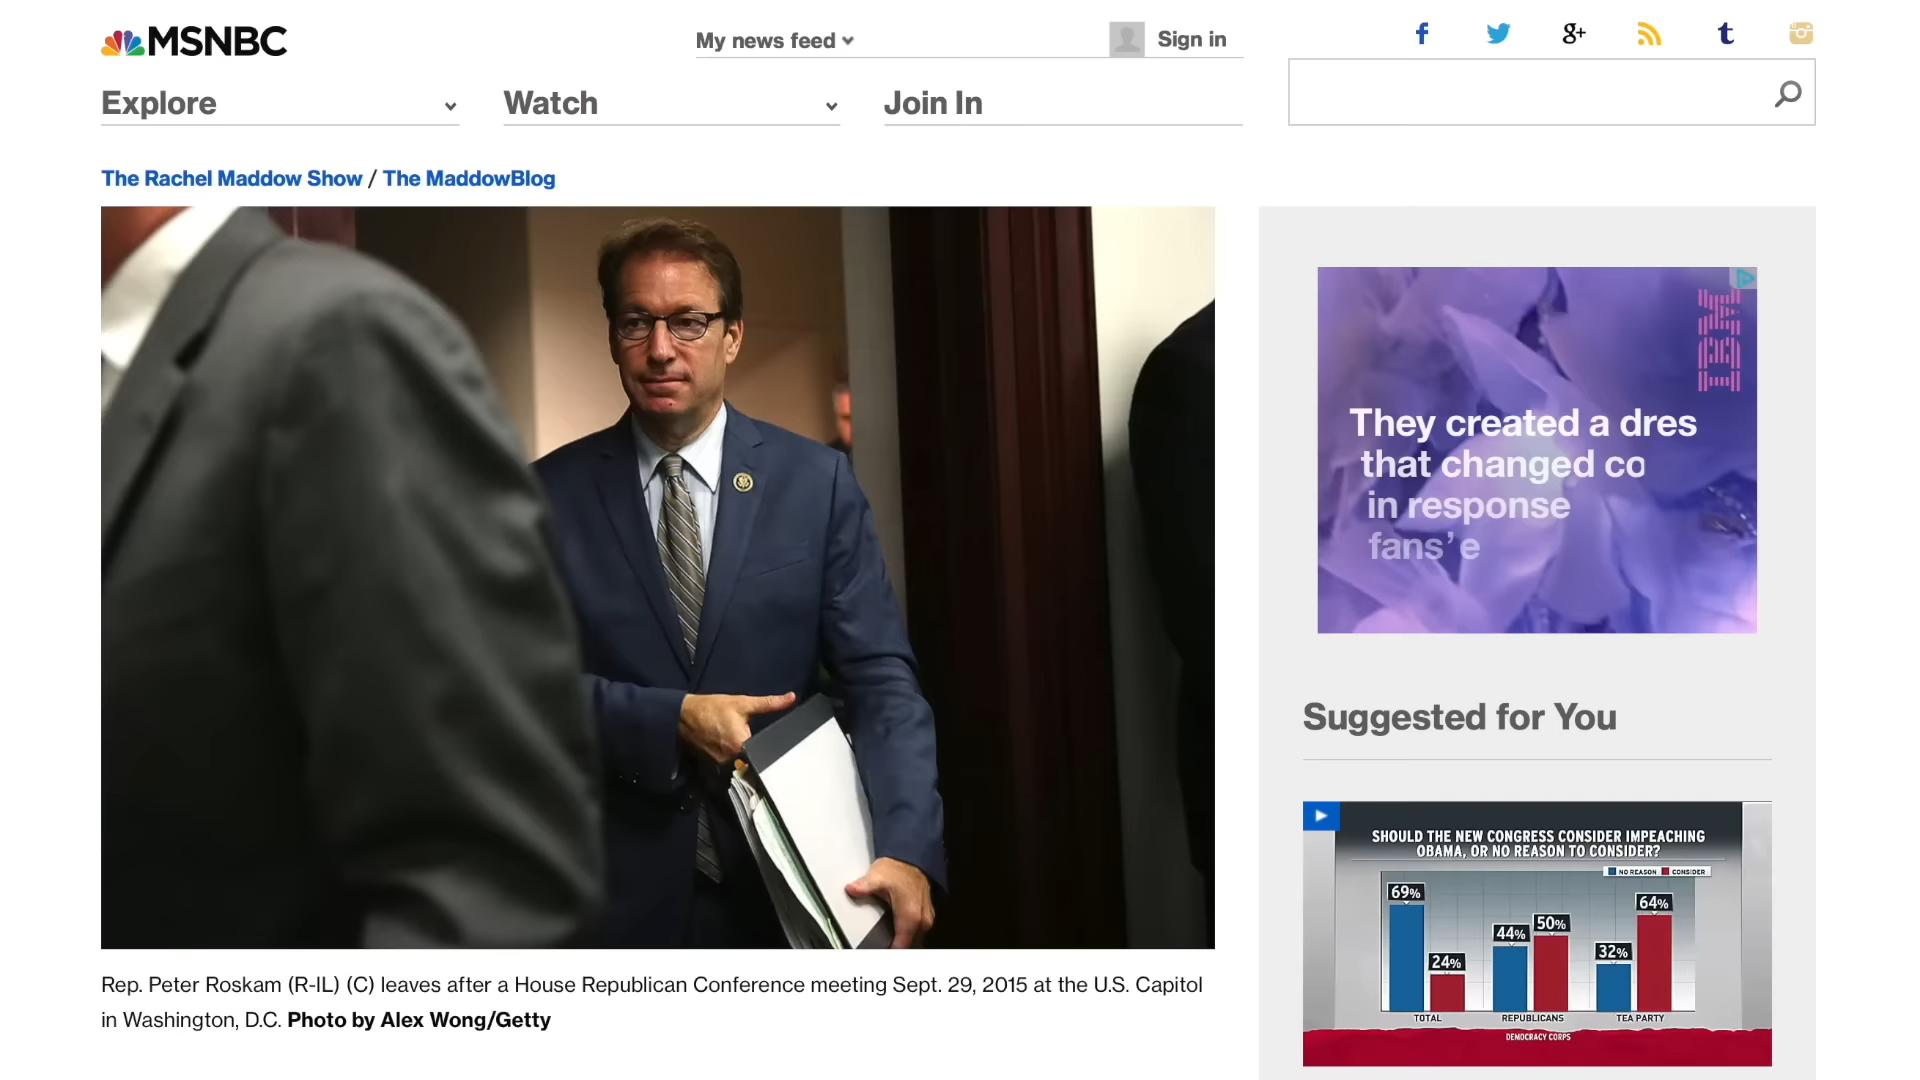 MSNBC
My news feed
Sign in
f
g+
t
Explore
Watch
Join In
The Rachel Maddow Show / The MaddowBlog
IBM
They created a dres
that changed co
in response
fans' e
Suggested for You
SHOULD THE NEW CONGRESS CONSIDER IMPEACHING
OBAMA, OR NO REASON TO CONSIDER?
NO REASON CONSIDER
69%
24%
44%
50%
32%
64%
TOTAL
REPUBLICANS
TEA PARTY
DEMOCRACY CORPS
Rep. Peter Roskam (R-IL) (C) leaves after a House Republican Conference meeting Sept. 29, 2015 at the U.S. Capitol
in Washington, D.C. Photo by Alex Wong/Getty